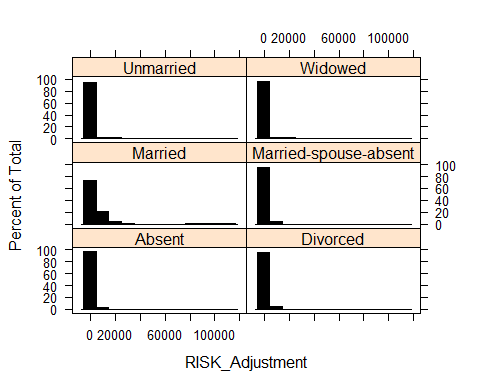 0 20000 100000
Unmarried Widowed
100
80
60
40
20
0
Married Married-spouse-absent
100
80
60
40
20
0
Percent of Total
Absent Divorced
100
80
60
40
20
0
0 20000 60000 100000
RISK_Adjustment